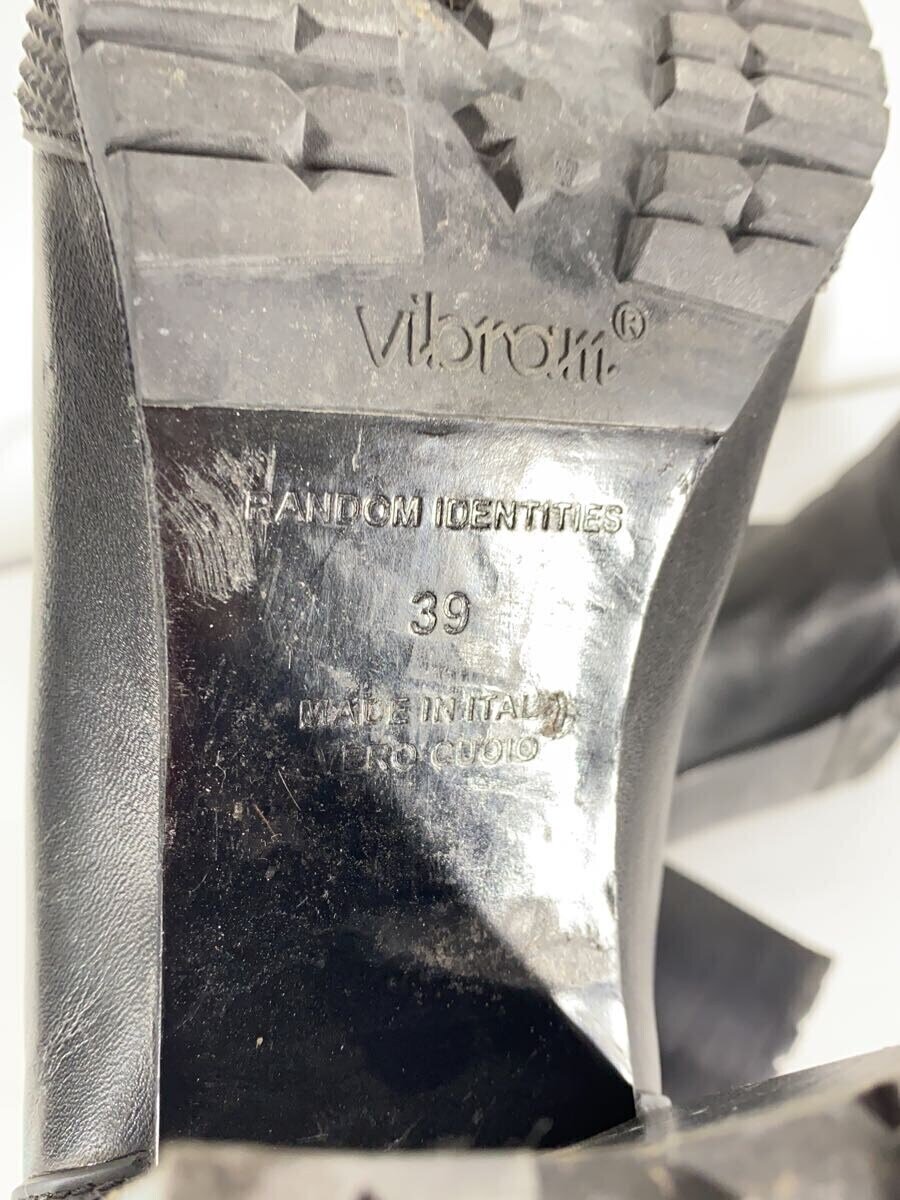 vibram®
RANDOM IDENTITIES
39
MADE IN ITALY
VERO CUOIO